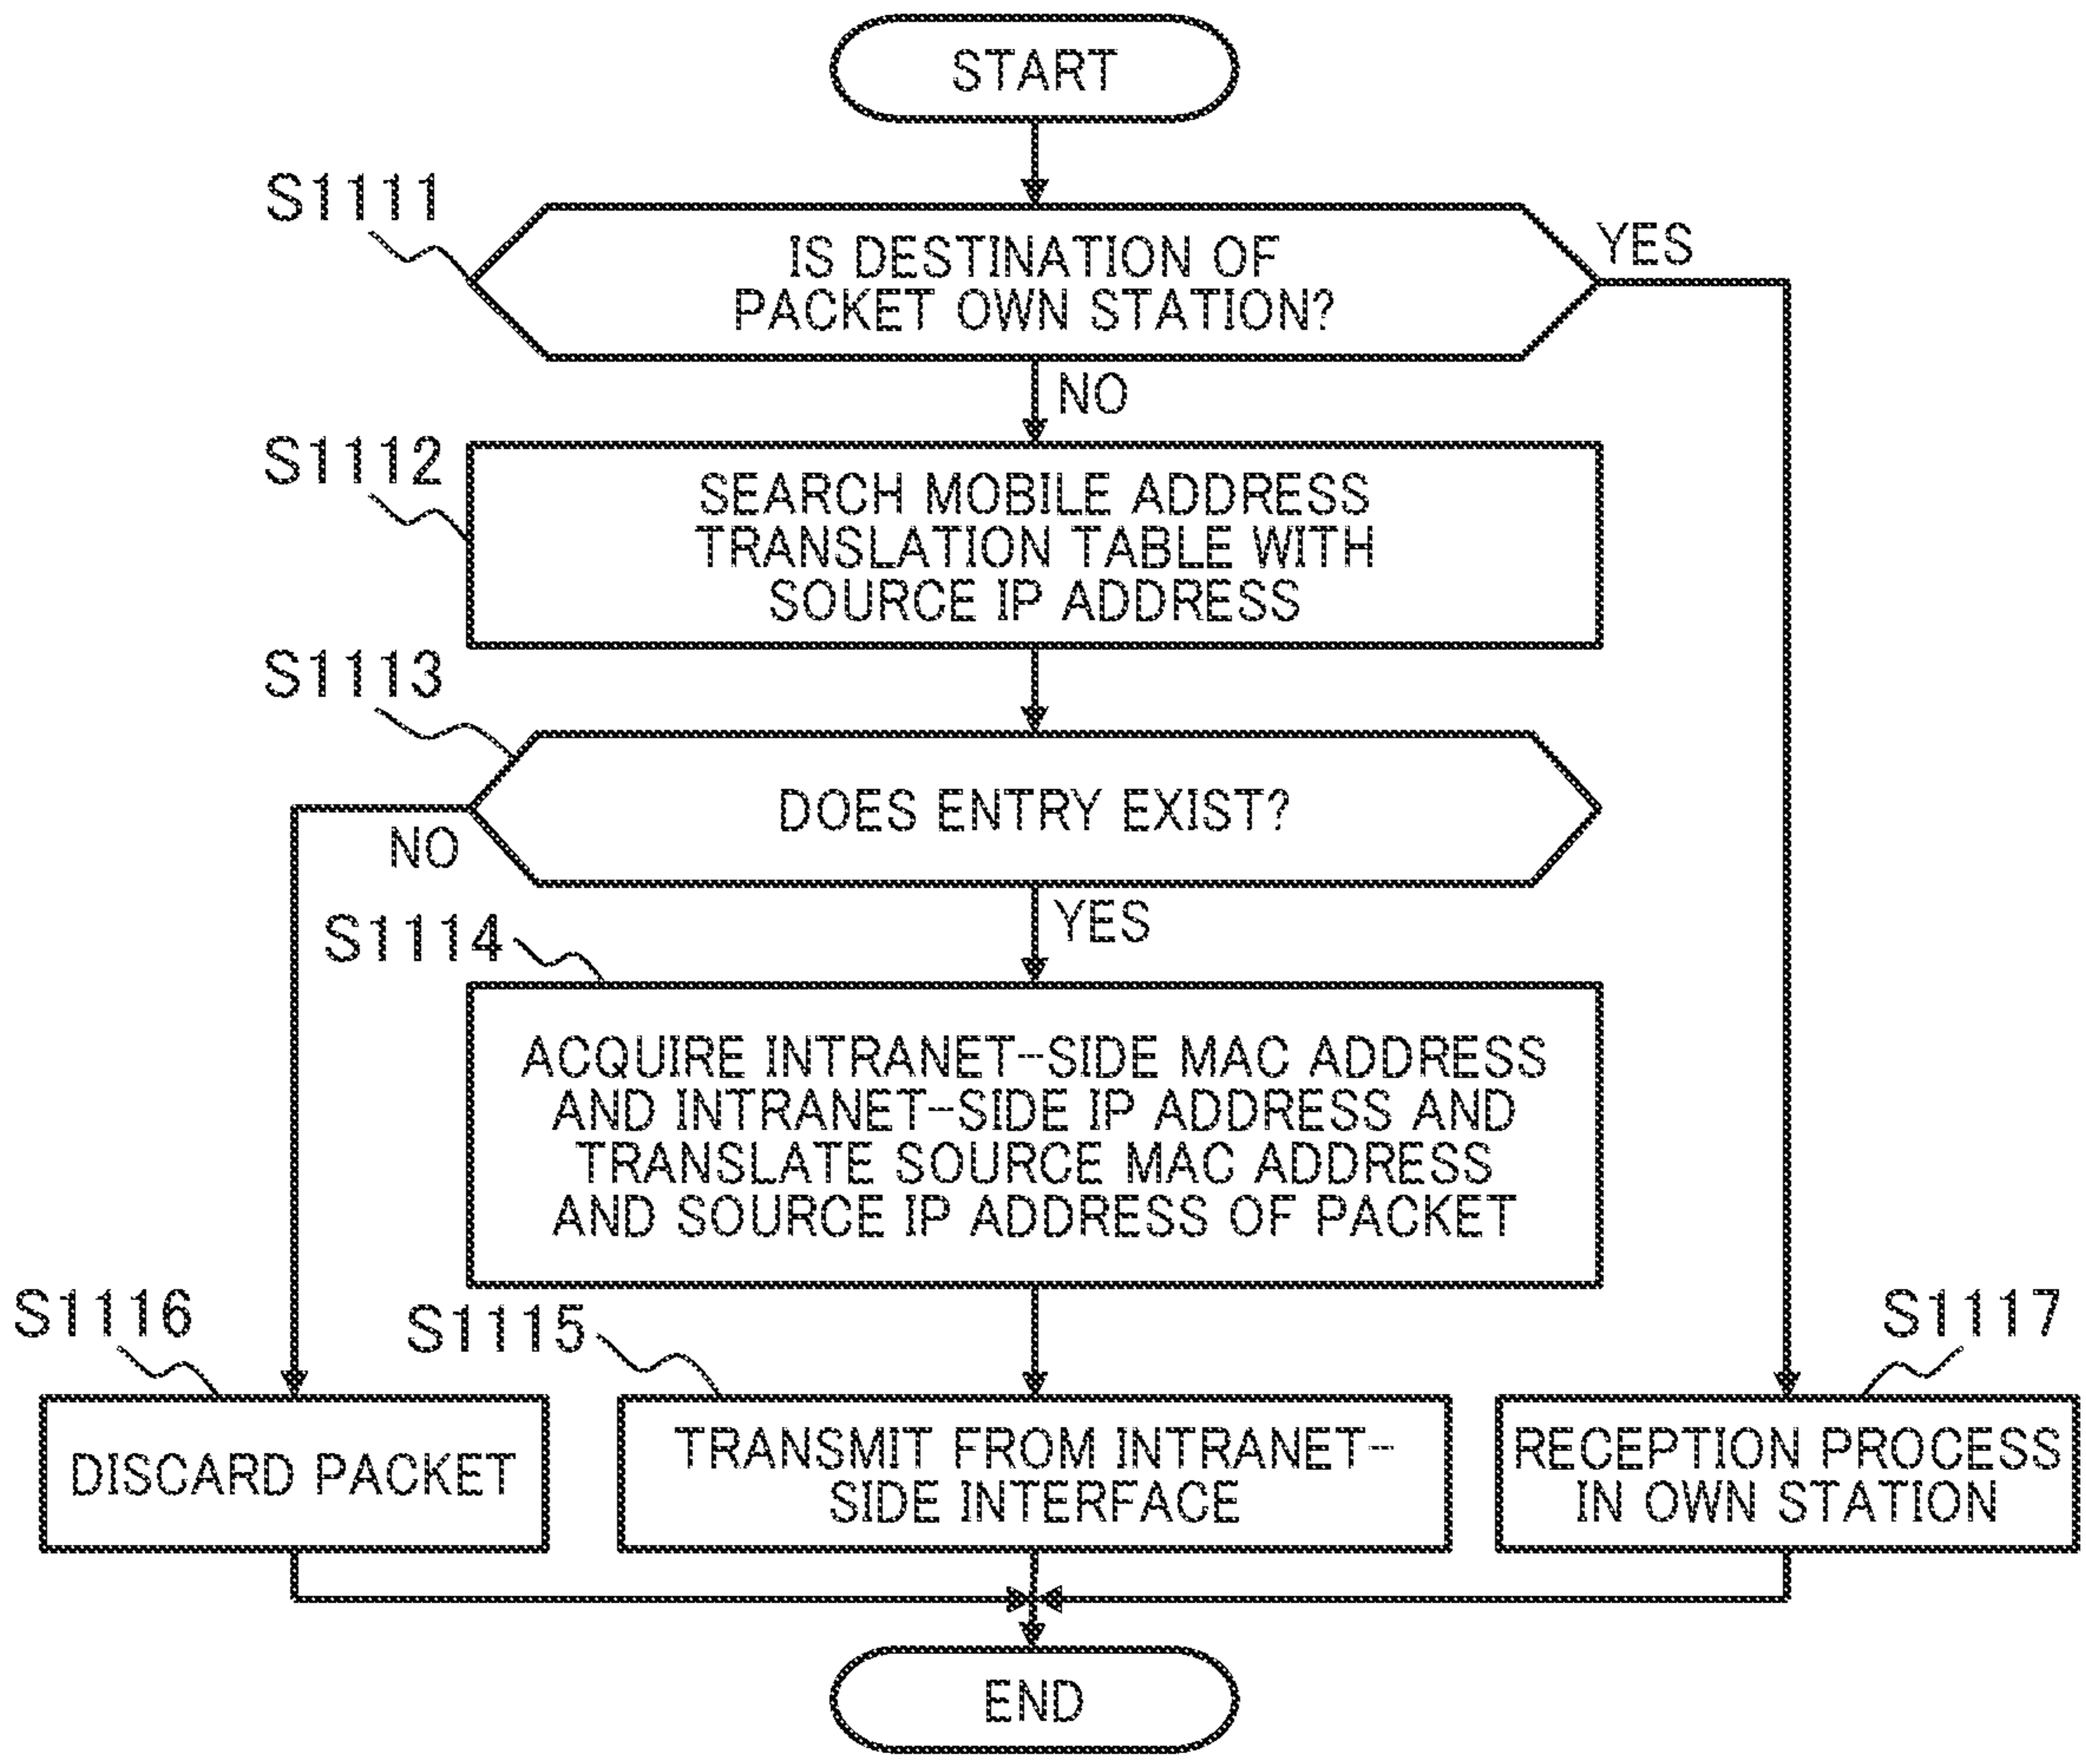 START
S1111
IS DESTINATION OF
PACKET OWN STATION?
YES
NO
S1112
SEARCH MOBILE ADDRESS
TRANSLATION TABLE WITH
SOURCE IP ADDRESS
S1113
DOES ENTRY EXIST?
NO
YES
S1114
ACQUIRE INTRANET-SIDE MAC ADDRESS
AND INTRANET-SIDE IP ADDRESS AND
TRANSLATE SOURCE MAC ADDRESS
AND SOURCE IP ADDRESS OF PACKET
S1116
DISCARD PACKET
S1115
TRANSMIT FROM INTRANET-
SIDE INTERFACE
S1117
RECEPTION PROCESS
IN OWN STATION
END